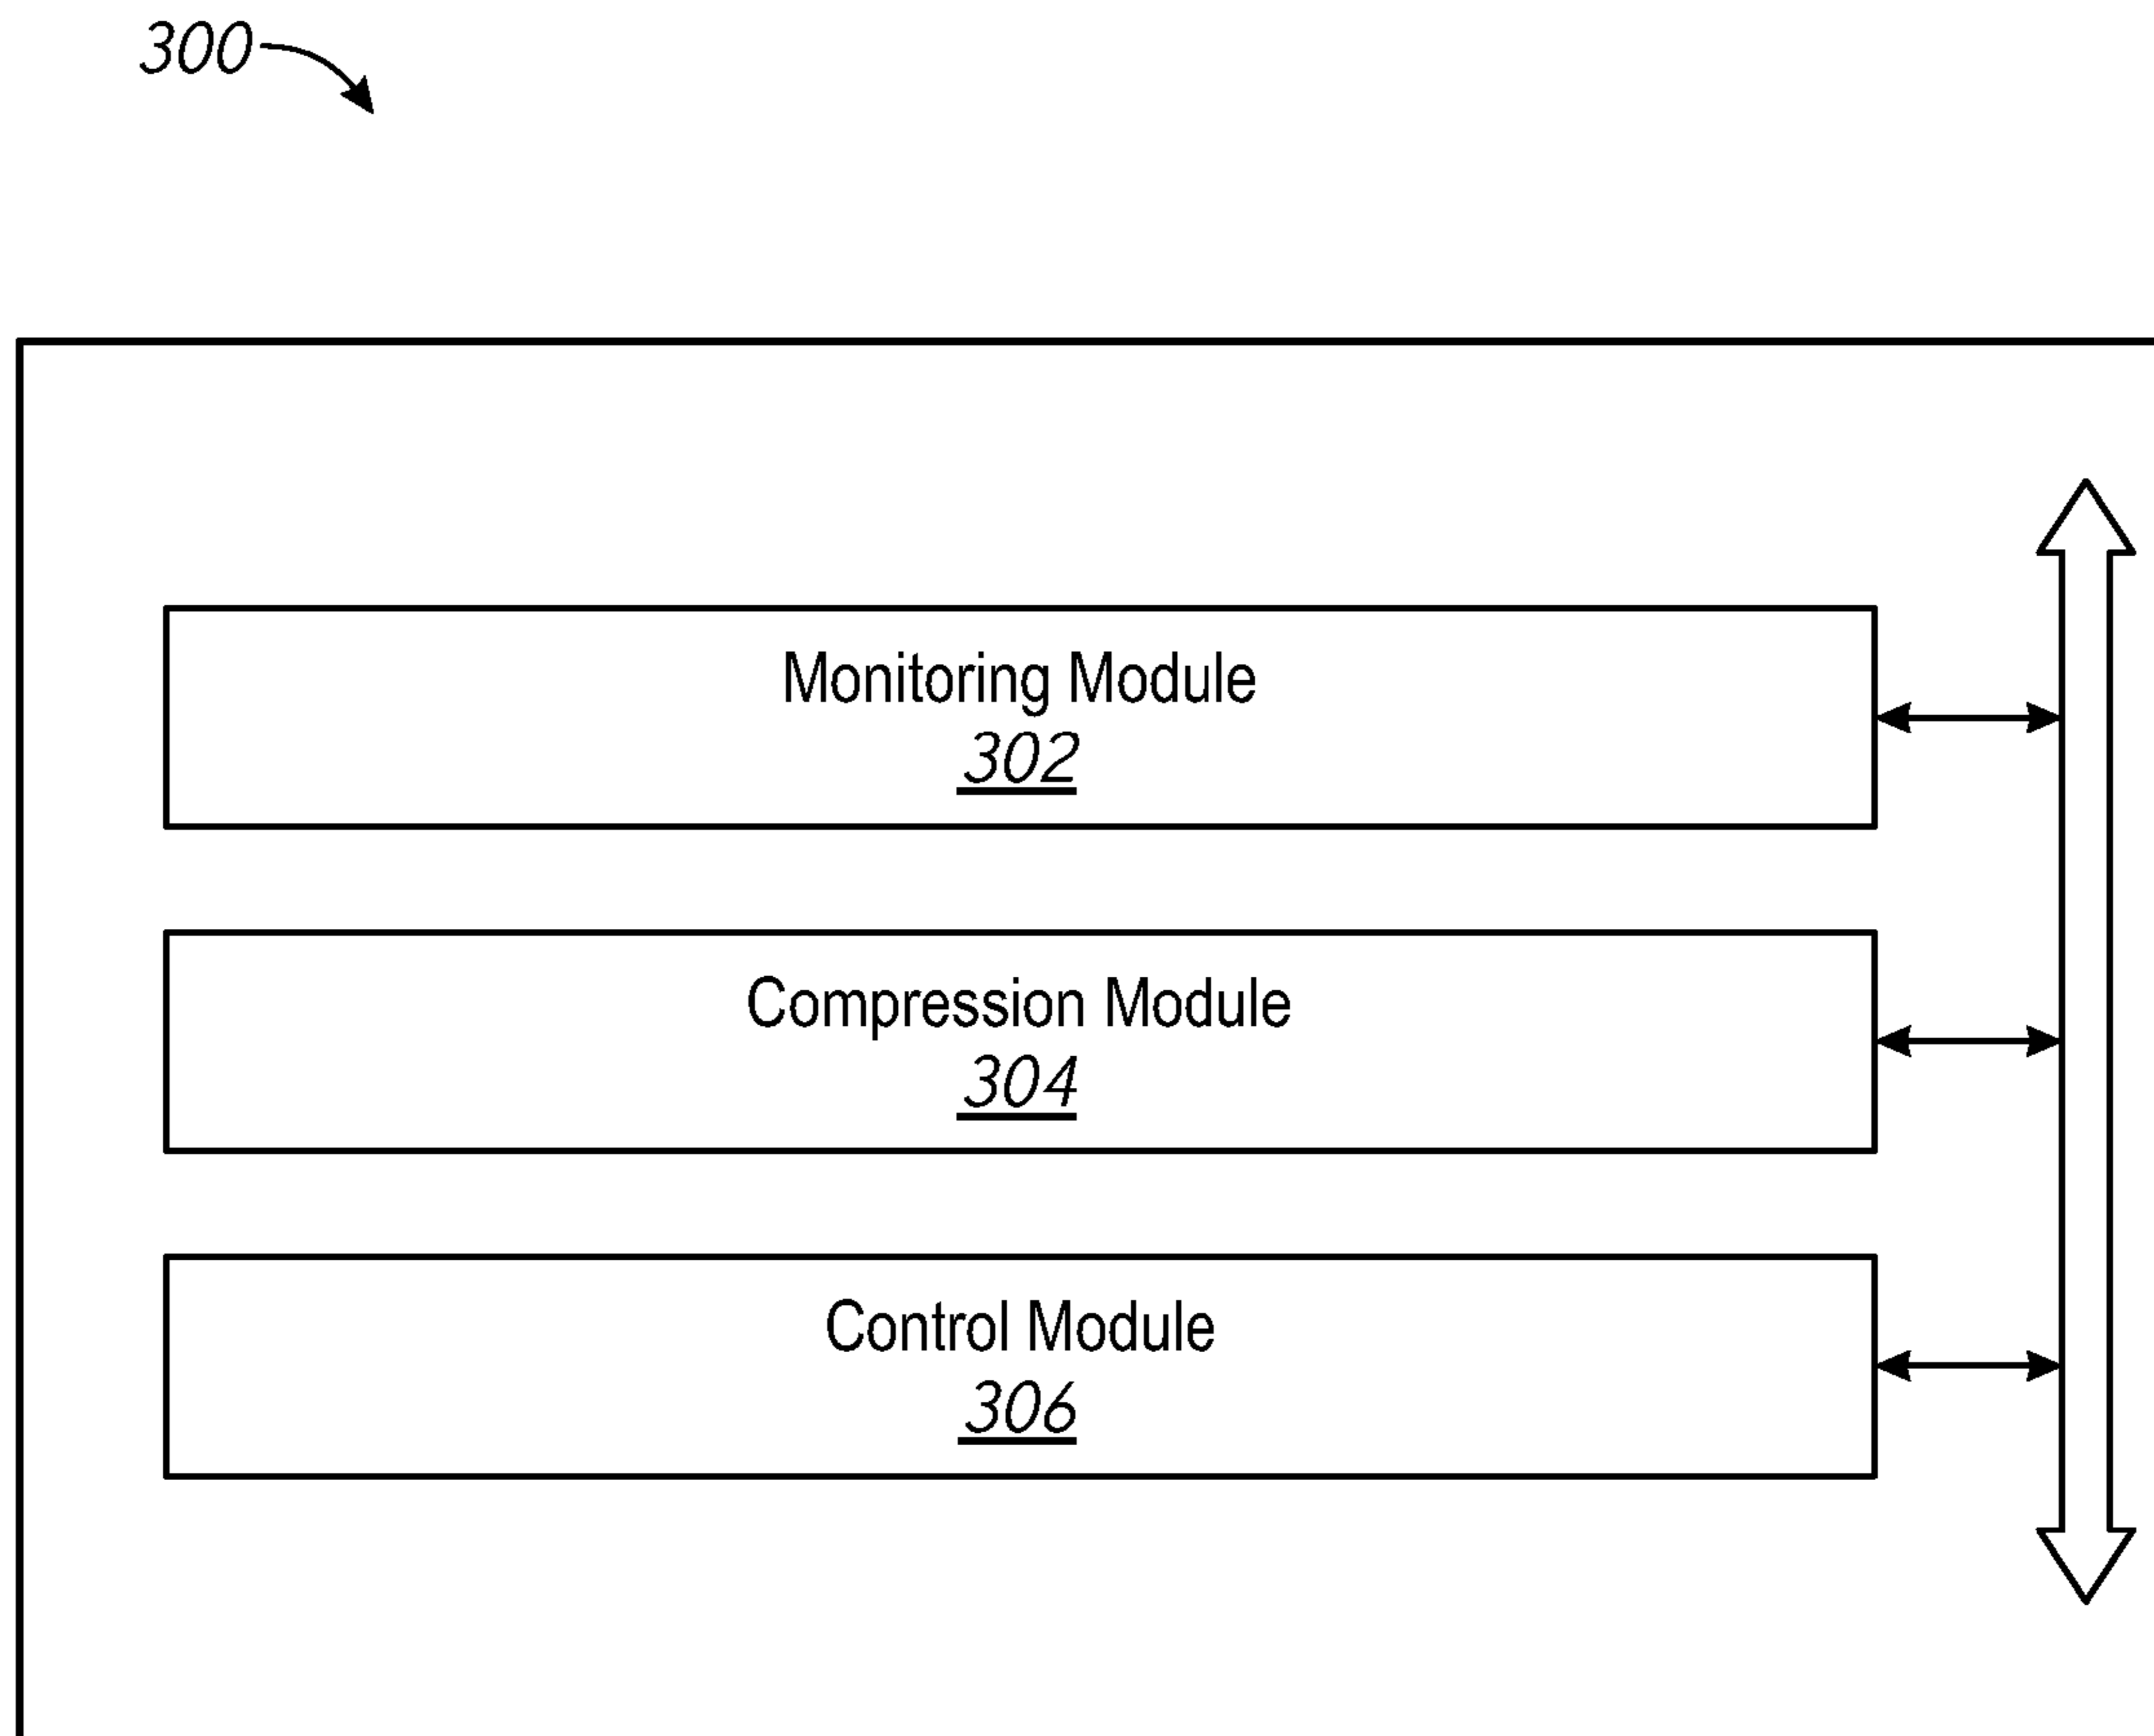 300
Monitoring Module
302
Compression Module
304
Control Module
306